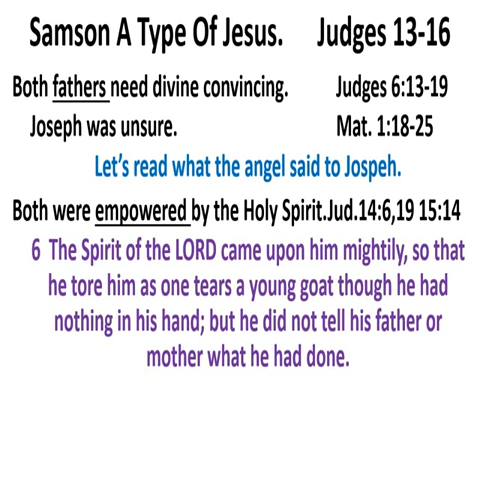 Samson A Type Of Jesus. Judges 13-16
Both fathers need divine convincing. Judges 6:13-19
Joseph was unsure. Mat. 1:18-25
Let's read what the angel said to Jospeh.
Both were empowered by the Holy Spirit.Jud.14:6,19 15:14
6 The Spirit of the LORD came upon him mightily, so that
he tore him as one tears a young goat though he had
nothing in his hand; but he did not tell his father or
mother what he had done.